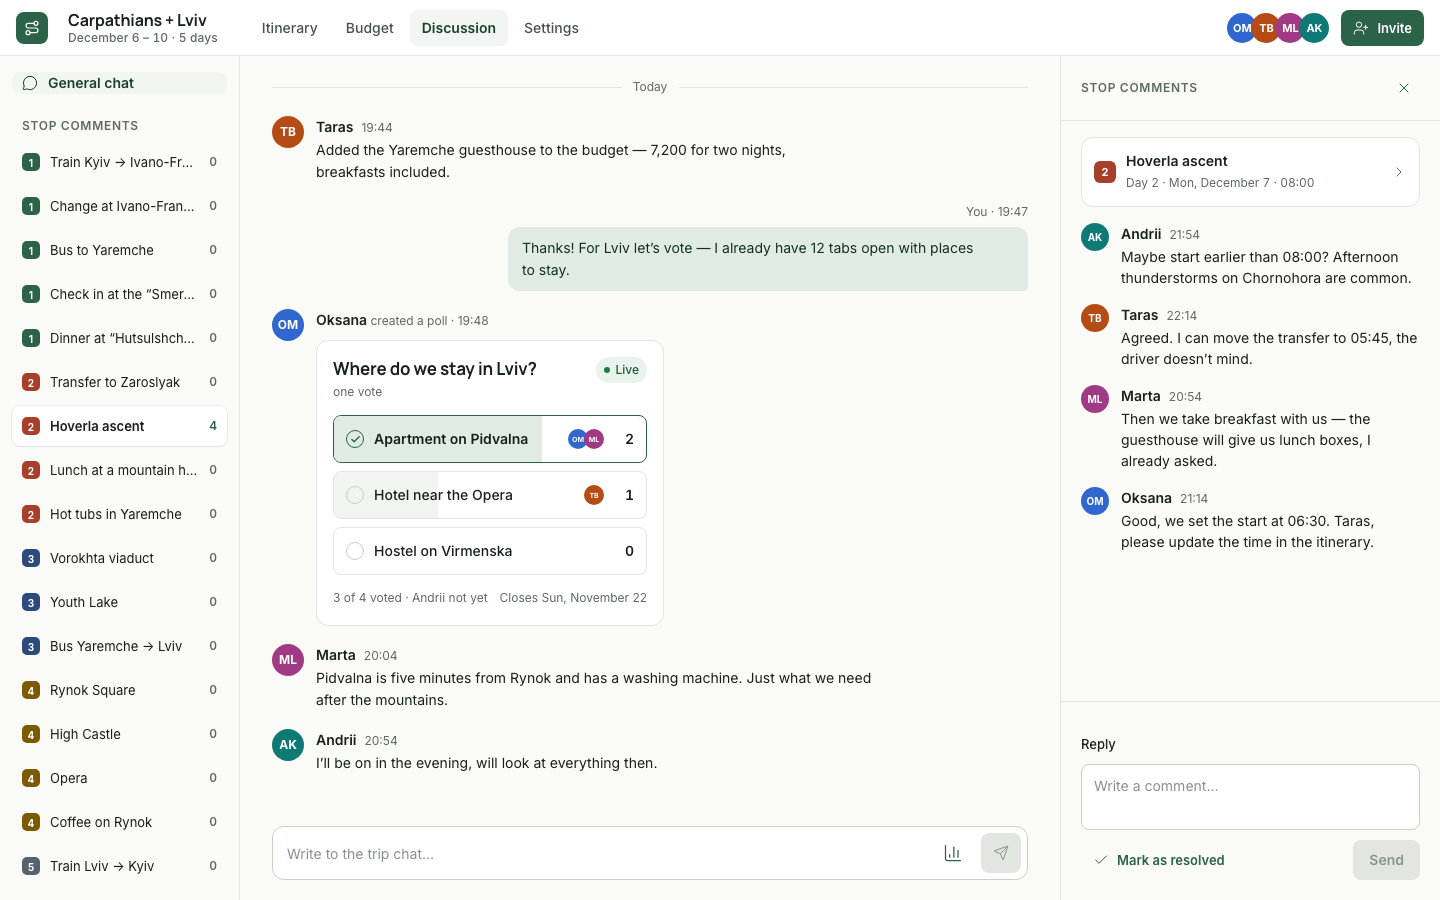 Carpathians + Lviv
December 6 – 10 · 5 days
Itinerary
Budget
Discussion
Settings
OM
TB
ML
AK
Invite
General chat
STOP COMMENTS
1 Train Kyiv → Ivano-Fr... 0
1 Change at Ivano-Fran... 0
1 Bus to Yaremche 0
1 Check in at the “Smer... 0
1 Dinner at “Hutsulshch... 0
2 Transfer to Zaroslyak 0
2 Hoverla ascent 4
2 Lunch at a mountain h... 0
2 Hot tubs in Yaremche 0
3 Vorokhta viaduct 0
3 Youth Lake 0
3 Bus Yaremche → Lviv 0
4 Rynok Square 0
4 High Castle 0
4 Opera 0
4 Coffee on Rynok 0
5 Train Lviv → Kyiv 0
Today
TB
Taras 19:44
Added the Yaremche guesthouse to the budget — 7,200 for two nights,
breakfasts included.
You · 19:47
Thanks! For Lviv let’s vote — I already have 12 tabs open with places
to stay.
OM
Oksana created a poll · 19:48
Where do we stay in Lviv?
Live
one vote
Apartment on Pidvalna OM ML 2
Hotel near the Opera TB 1
Hostel on Virmenska 0
3 of 4 voted · Andrii not yet
Closes Sun, November 22
ML
Marta 20:04
Pidvalna is five minutes from Rynok and has a washing machine. Just what we need
after the mountains.
AK
Andrii 20:54
I’ll be on in the evening, will look at everything then.
Write to the trip chat...
STOP COMMENTS
2
Hoverla ascent
Day 2 · Mon, December 7 · 08:00
AK
Andrii 21:54
Maybe start earlier than 08:00? Afternoon
thunderstorms on Chornohora are common.
TB
Taras 22:14
Agreed. I can move the transfer to 05:45, the
driver doesn’t mind.
ML
Marta 20:54
Then we take breakfast with us — the
guesthouse will give us lunch boxes, I
already asked.
OM
Oksana 21:14
Good, we set the start at 06:30. Taras,
please update the time in the itinerary.
Reply
Write a comment...
Mark as resolved
Send